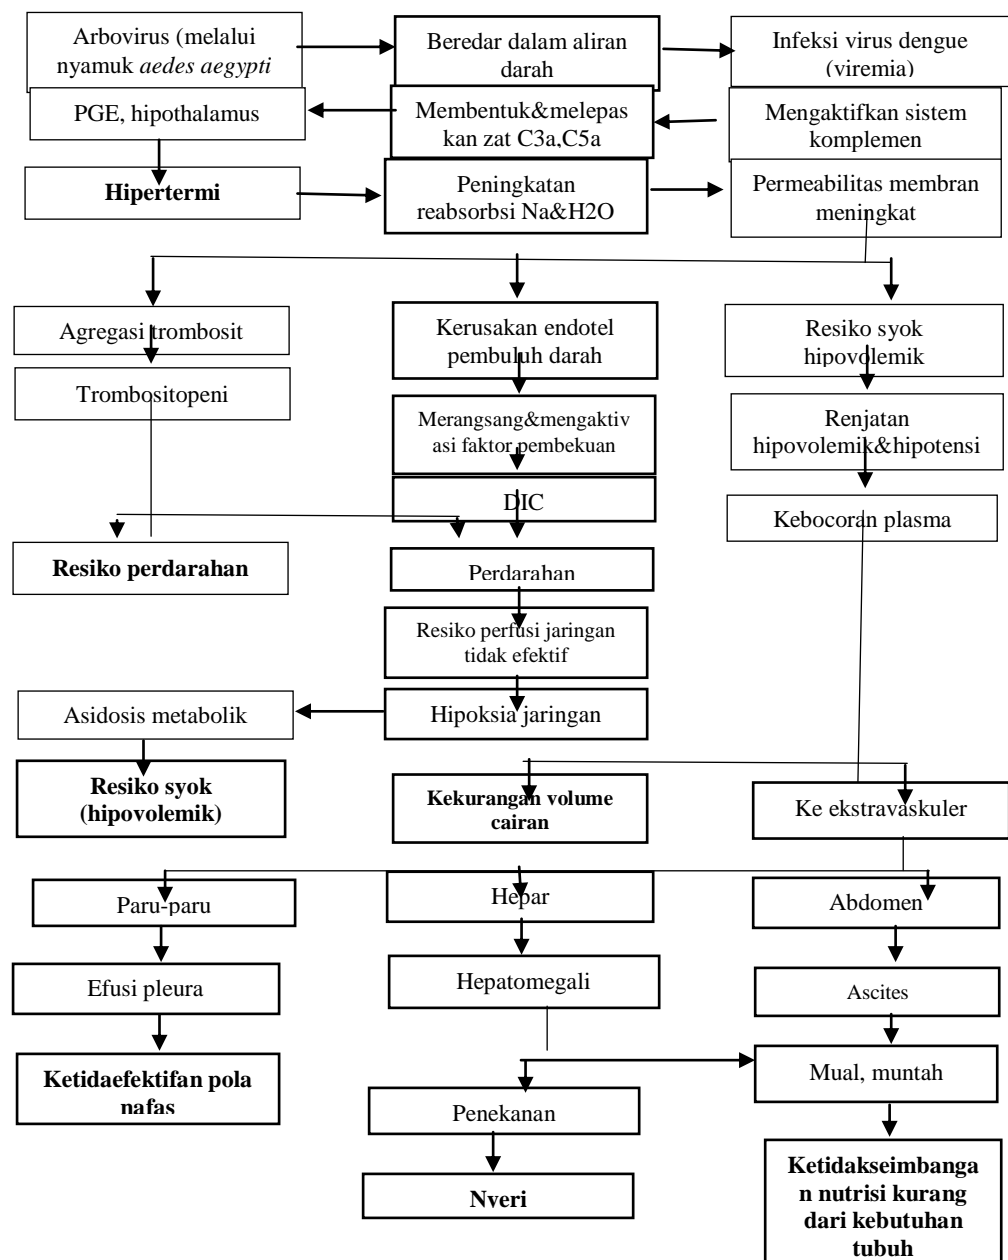 Arbovirus (melalui
nyamuk aedes aegypti
Beredar dalam aliran
darah
Infeksi virus dengue
(viremia)
PGE, hipothalamus
Membentuk&melepas
kan zat C3a,C5a
Mengaktifkan sistem
komplemen
Hipertermi
Peningkatan
reabsorbsi Na&H2O
Permeabilitas membran
meningkat
Agregasi trombosit
Kerusakan endotel
pembuluh darah
Resiko syok
hipovolemik
Trombositopeni
Merangsang&mengaktiv
asi faktor pembekuan
Renjatan
hipovolemik&hipotensi
DIC
Kebocoran plasma
Resiko perdarahan
Perdarahan
Resiko perfusi jaringan
tidak efektif
Asidosis metabolik
Hipoksia jaringan
Resiko syok
(hipovolemik)
Kekurangan volume
cairan
Ke ekstravaskuler
Paru-paru
Hepar
Abdomen
Efusi pleura
Hepatomegali
Ascites
Ketidaefektifan pola
nafas
Mual, muntah
Penekanan
Nyeri
Ketidakseimbanga
n nutrisi kurang
dari kebutuhan
tubuh